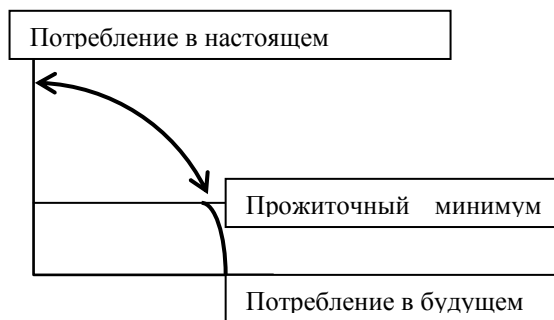 Потребление в настоящем
Прожиточный минимум
Потребление в будущем